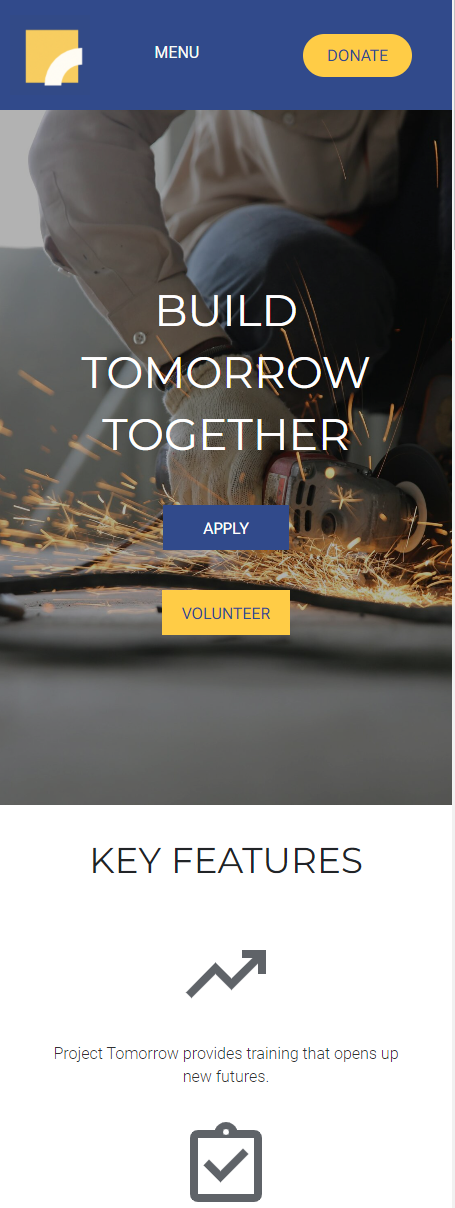 MENU
DONATE
BUILD
TOMORROW
TOGETHER
APPLY
VOLUNTEER
KEY FEATURES
Project Tomorrow provides training that opens up
new futures.